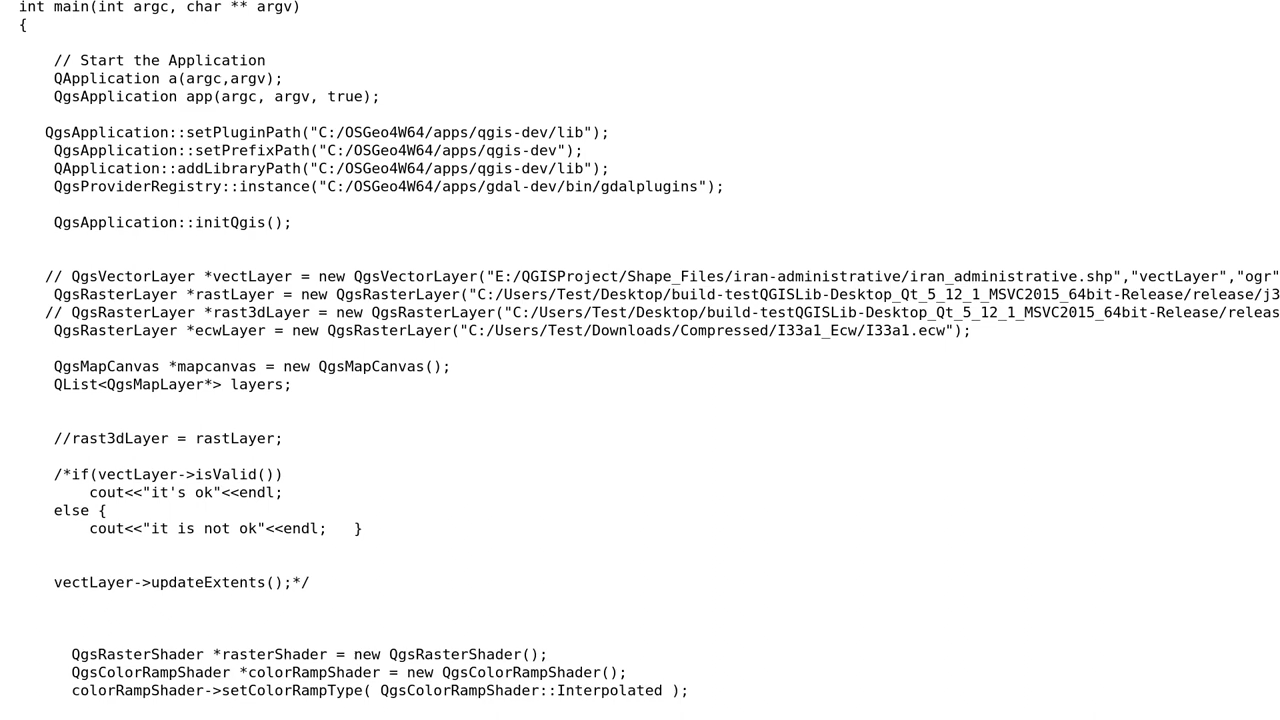 int main(int argc, char ** argv)
{
// Start the Application
QApplication a(argc,argv);
QgsApplication app(argc, argv, true);
QgsApplication::setPluginPath("C:/OSGeo4W64/apps/qgis-dev/lib");
QgsApplication::setPrefixPath("C:/OSGeo4W64/apps/qgis-dev");
QApplication::addLibraryPath("C:/OSGeo4W64/apps/qgis-dev/lib");
QgsProviderRegistry::instance("C:/OSGeo4W64/apps/gdal-dev/bin/gdalplugins");
QgsApplication::initQgis();
// QgsVectorLayer *vectLayer = new QgsVectorLayer("E:/QGISProject/Shape_Files/iran-administrative/iran_administrative.shp","vectLayer","ogr"
QgsRasterLayer *rastLayer = new QgsRasterLayer("C:/Users/Test/Desktop/build-testQGISLib-Desktop_Qt_5_12_1_MSVC2015_64bit-Release/release/j3
// QgsRasterLayer *rast3dLayer = new QgsRasterLayer("C:/Users/Test/Desktop/build-testQGISLib-Desktop_Qt_5_12_1_MSVC2015_64bit-Release/releas
QgsRasterLayer *ecwLayer = new QgsRasterLayer("C:/Users/Test/Downloads/Compressed/I33a1_Ecw/I33a1.ecw");
QgsMapCanvas *mapcanvas = new QgsMapCanvas();
QList<QgsMapLayer*> layers;
//rast3dLayer = rastLayer;
/*if(vectLayer->isValid())
cout<<"it's ok"<<endl;
else {
cout<<"it is not ok"<<endl;   }
vectLayer->updateExtents();*/
QgsRasterShader *rasterShader = new QgsRasterShader();
QgsColorRampShader *colorRampShader = new QgsColorRampShader();
colorRampShader->setColorRampType( QgsColorRampShader::Interpolated );